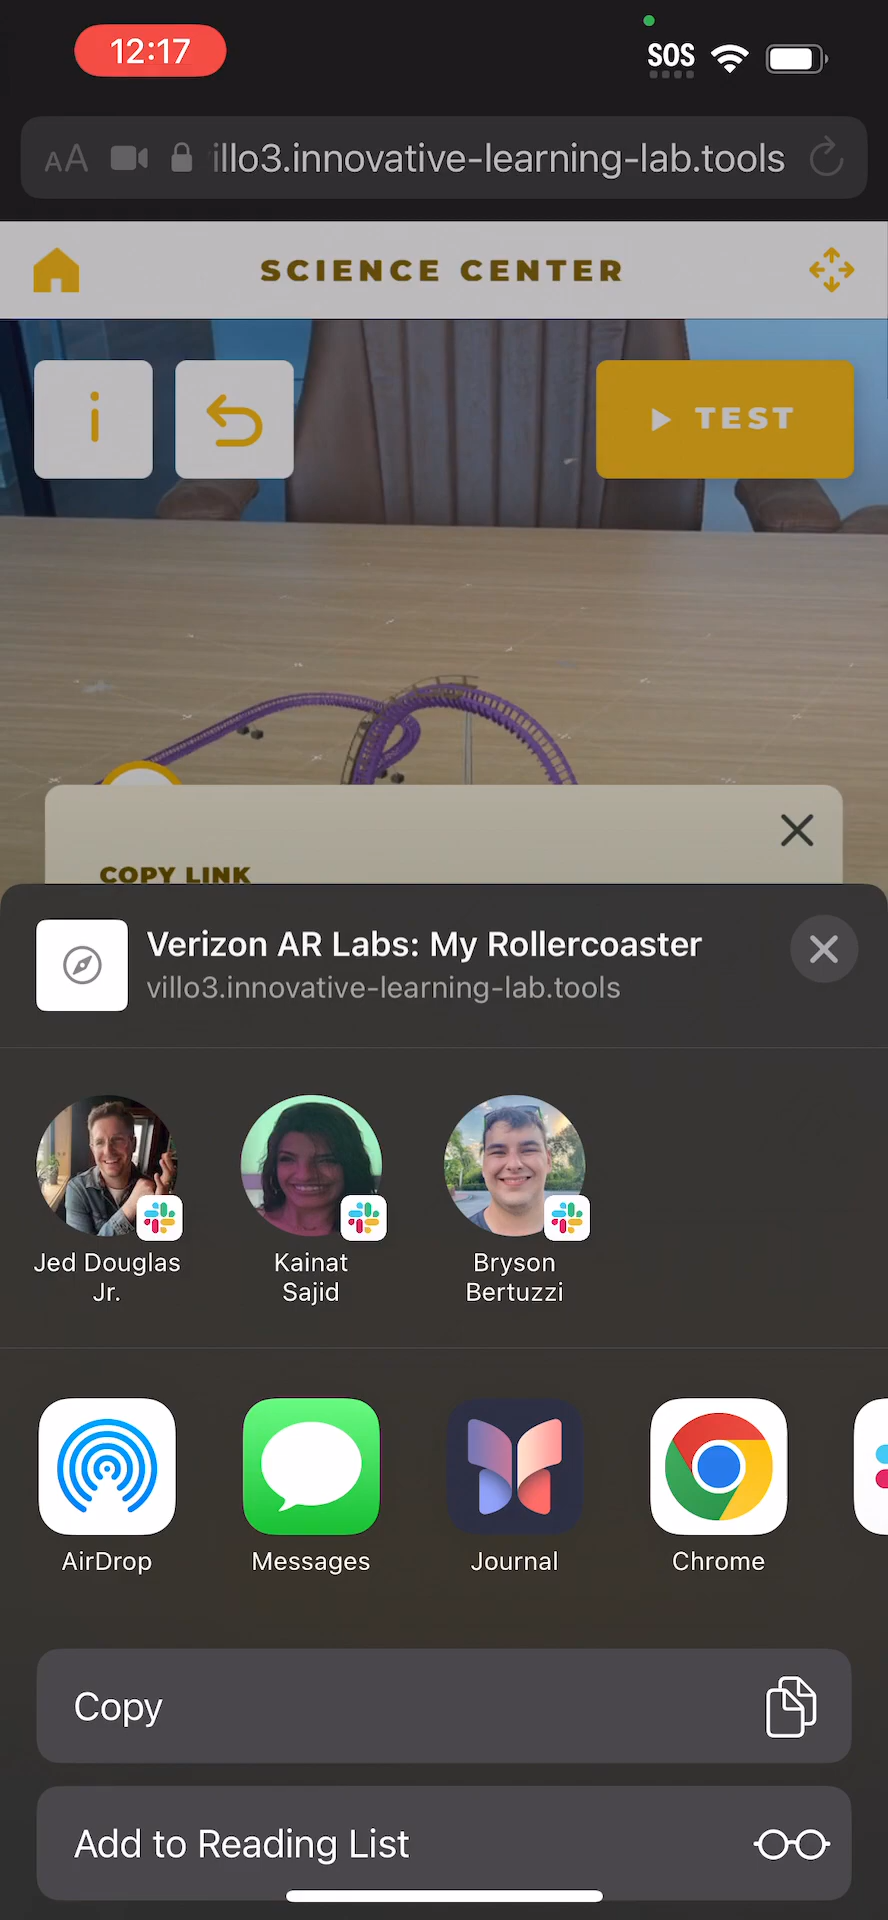 12:17
SOS
AA
illo3.innovative-learning-lab.tools
SCIENCE CENTER
i
TEST
COPY LINK
Verizon AR Labs: My Rollercoaster
villo3.innovative-learning-lab.tools
Jed Douglas
Jr.
Kainat
Sajid
Bryson
Bertuzzi
AirDrop
Messages
Journal
Chrome
Copy
Add to Reading List